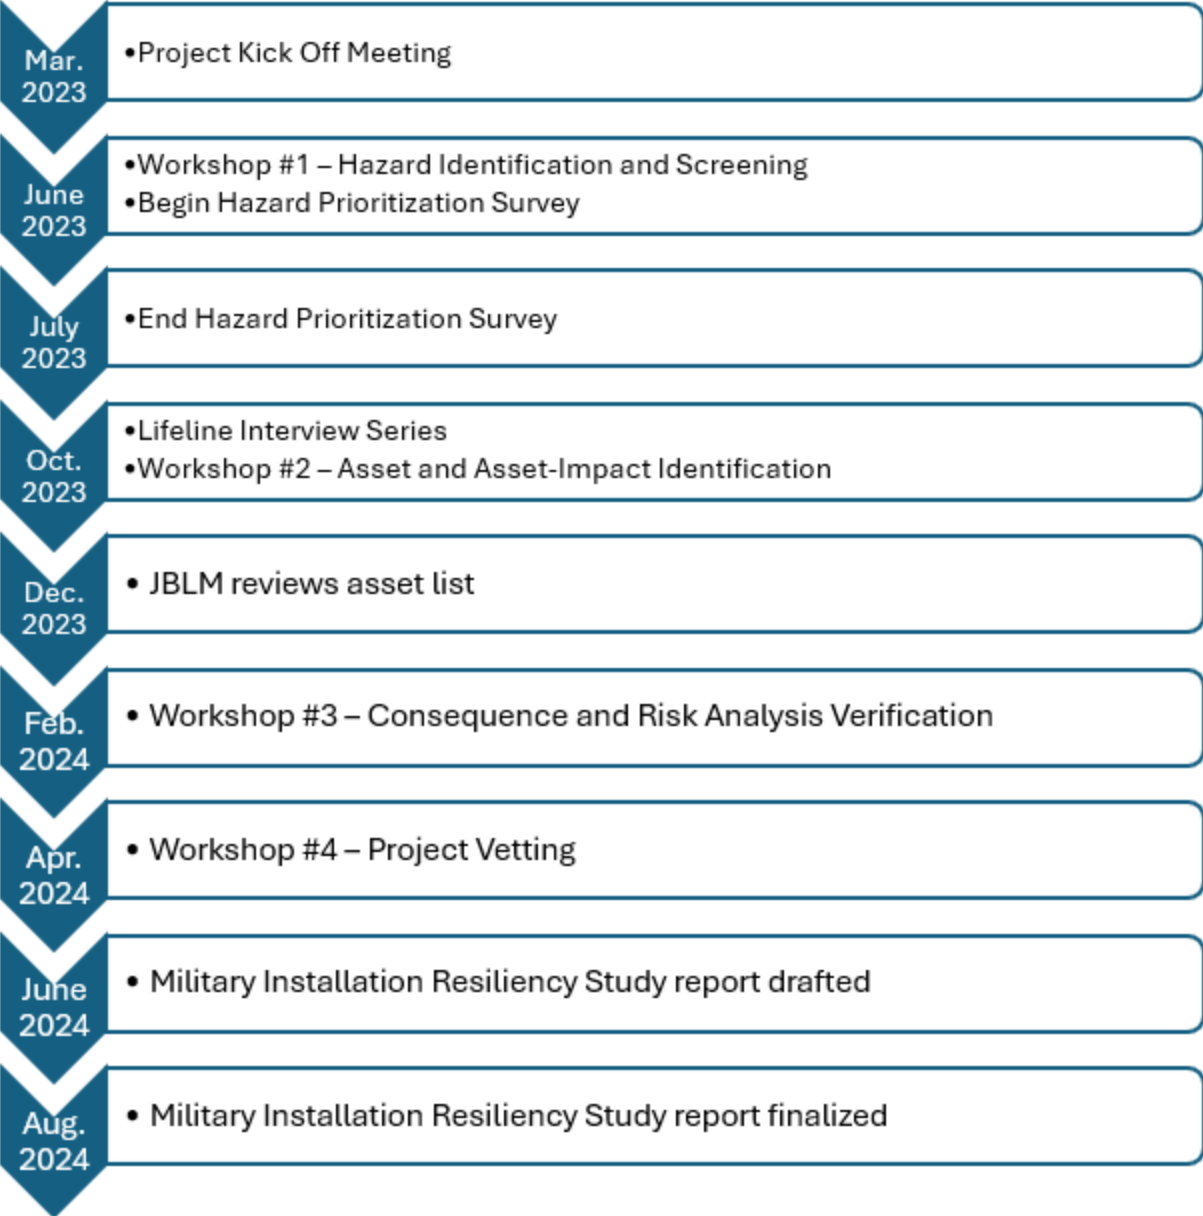 Mar.
2023
•Project Kick Off Meeting
June
2023
•Workshop #1 – Hazard Identification and Screening
•Begin Hazard Prioritization Survey
July
2023
•End Hazard Prioritization Survey
Oct.
2023
•Lifeline Interview Series
•Workshop #2 – Asset and Asset-Impact Identification
Dec.
2023
• JBLM reviews asset list
Feb.
2024
• Workshop #3 – Consequence and Risk Analysis Verification
Apr.
2024
• Workshop #4 – Project Vetting
June
2024
• Military Installation Resiliency Study report drafted
Aug.
2024
• Military Installation Resiliency Study report finalized